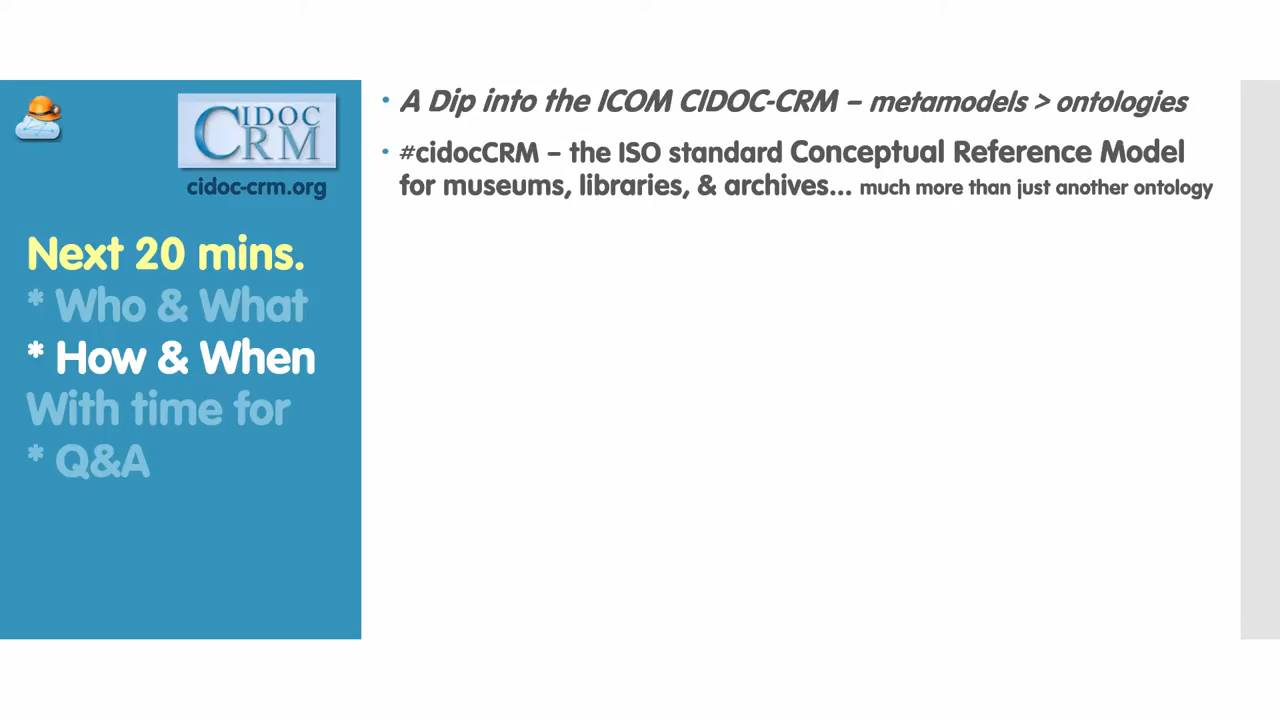 CIDOC
CRM
cidoc-crm.org
Next 20 mins.
* Who & What
* How & When
With time for
* Q&A
• A Dip into the ICOM CIDOC-CRM – metamodels > ontologies
• #cidocCRM – the ISO standard Conceptual Reference Model
for museums, libraries, & archives... much more than just another ontology